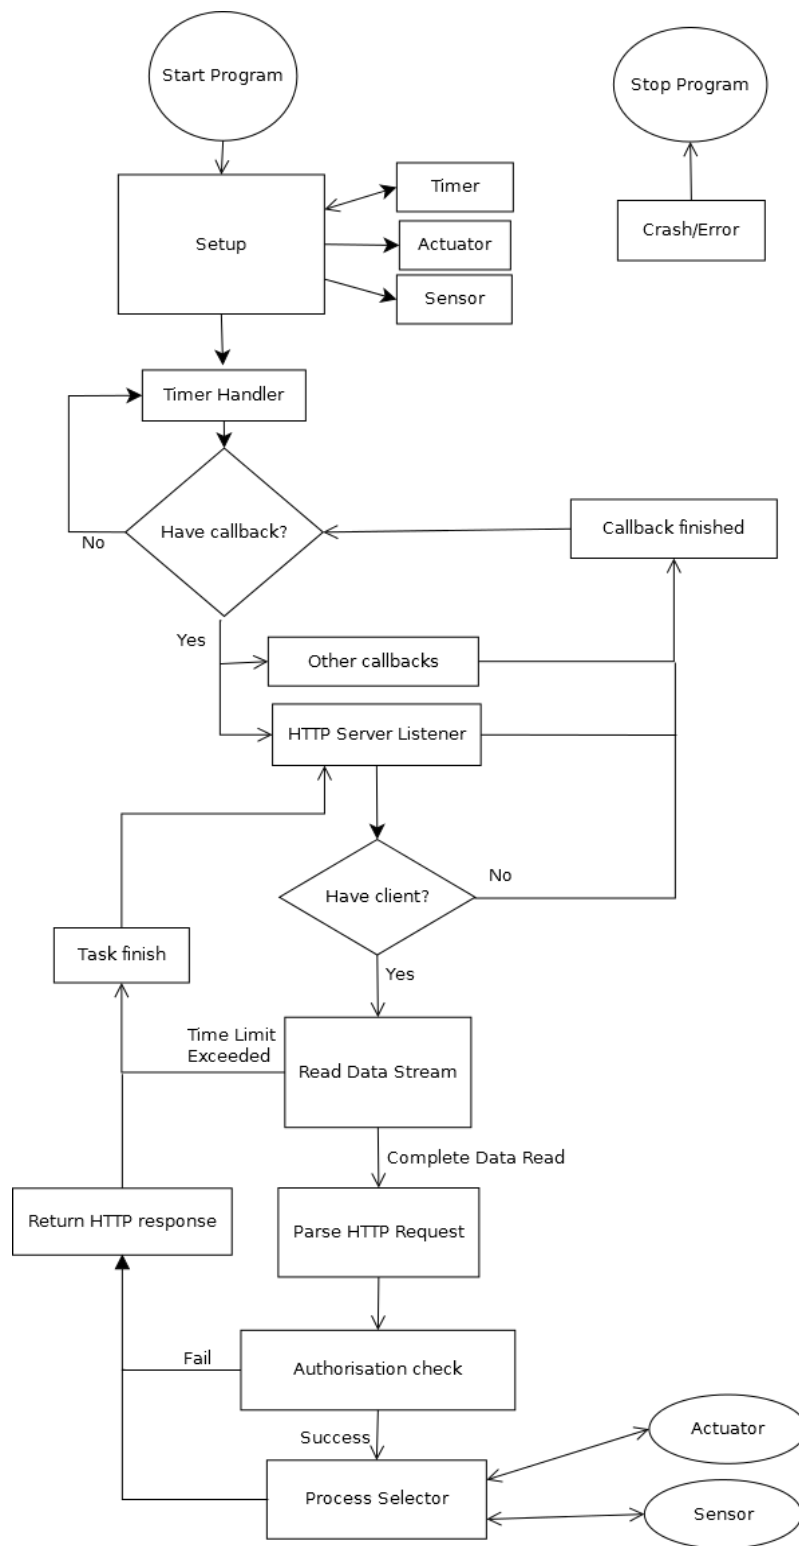 Start Program
Stop Program
Timer
Setup
Actuator
Crash/Error
Sensor
Timer Handler
Have callback?
No
Callback finished
Yes
Other callbacks
HTTP Server Listener
Have client?
No
Task finish
Yes
Time Limit
Exceeded
Read Data Stream
Complete Data Read
Return HTTP response
Parse HTTP Request
Fail
Authorisation check
Success
Actuator
Process Selector
Sensor